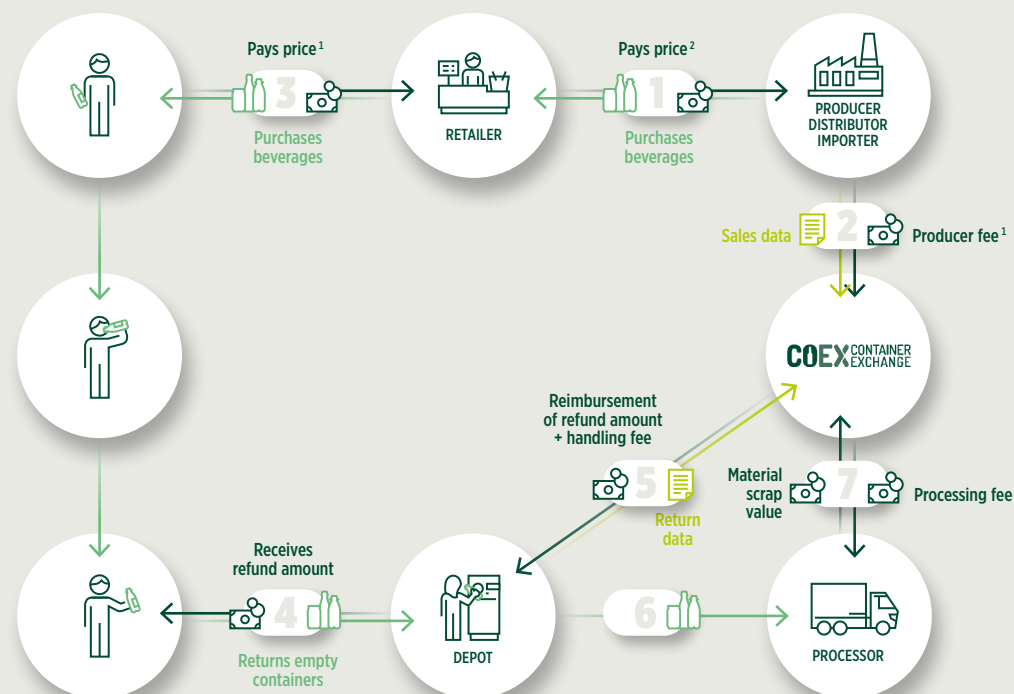 Pays price 1
3
Purchases
beverages
RETAILER
Pays price 2
1
Purchases
beverages
PRODUCER
DISTRIBUTOR
IMPORTER
Sales data
2
Producer fee 1
COEX CONTAINER
EXCHANGE
Reimbursement
of refund amount
+ handling fee
5
Return
data
Material
scrap
value
7
Processing fee
Receives
refund amount
4
Returns empty
containers
DEPOT
6
PROCESSOR